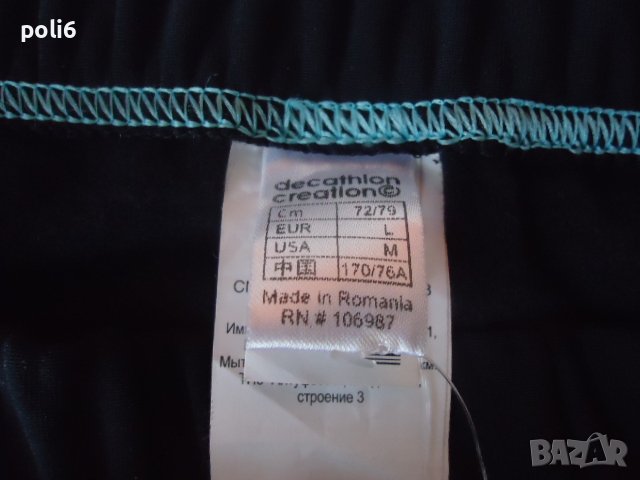 poli6
decathlon
creation©
Cm 72/79
EUR L
USA M
中国 170/76A
Made in Romania
RN # 106987
строение 3
BAZAR